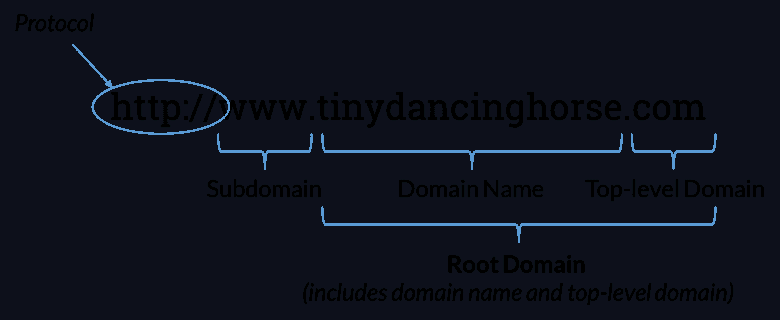 Protocol
http://www.tinydancinghorse.com
Subdomain Domain Name Top-level Domain
Root Domain
(includes domain name and top-level domain)